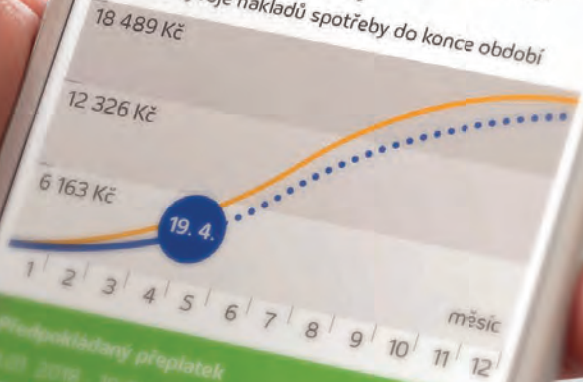 nákladů spotřeby do konce období
18 489 Kč
12 326 Kč
6 163 Kč
19. 4.
1 2 3 4 5 6 7 8 9 10 11 12
měsíc
předpokládaný přeplatek